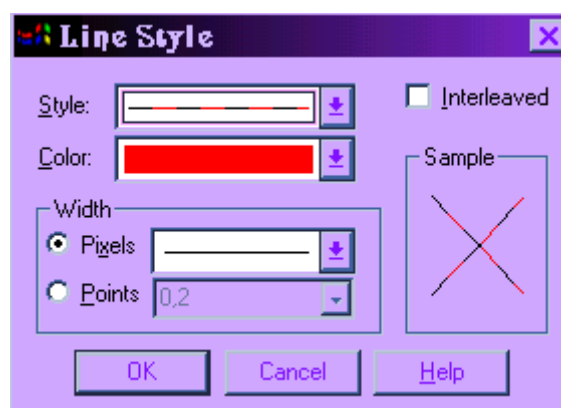 Line Style
Style:
Interleaved
Color:
Sample
Width
Pixels
Points 0,2
OK Cancel Help